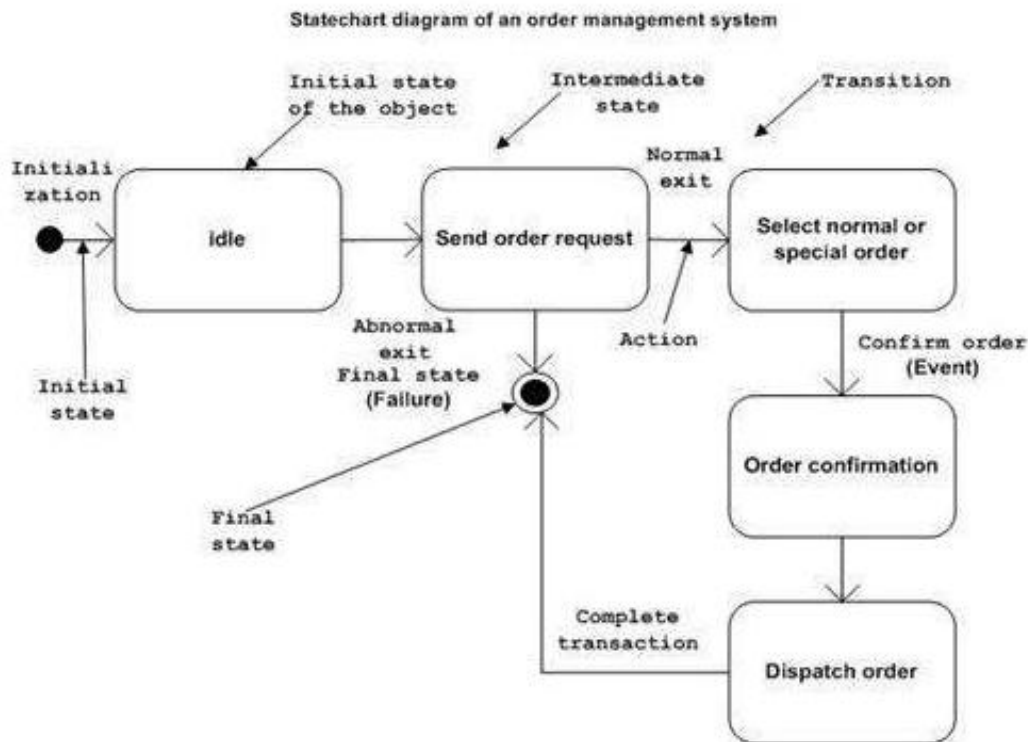 Statechart diagram of an order management system
Initial state
of the object
Intermediate
state
Transition
Initiali
zation
Normal
exit
idle
Send order request
Select normal or
special order
Abnormal
exit
Final state
(Failure)
Action
Confirm order
(Event)
Initial
state
Order confirmation
Final
state
Complete
transaction
Dispatch order